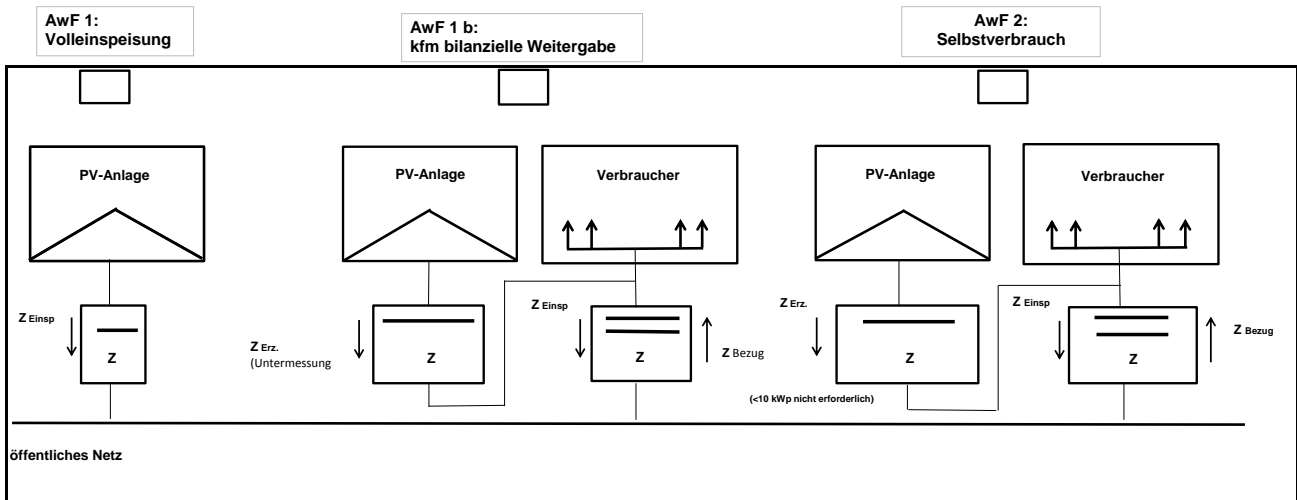 AwF 1:
Volleinspeisung
AwF 1 b:
kfm bilanzielle Weitergabe
AwF 2:
Selbstverbrauch
PV-Anlage
PV-Anlage
Verbraucher
PV-Anlage
Verbraucher
Z Einsp
Z
Z Erz.
(Untermessung
Z
Z Einsp
Z
Z Bezug
Z Erz.
Z
(<10 kWp nicht erforderlich)
Z Einsp
Z
Z Bezug
öffentliches Netz